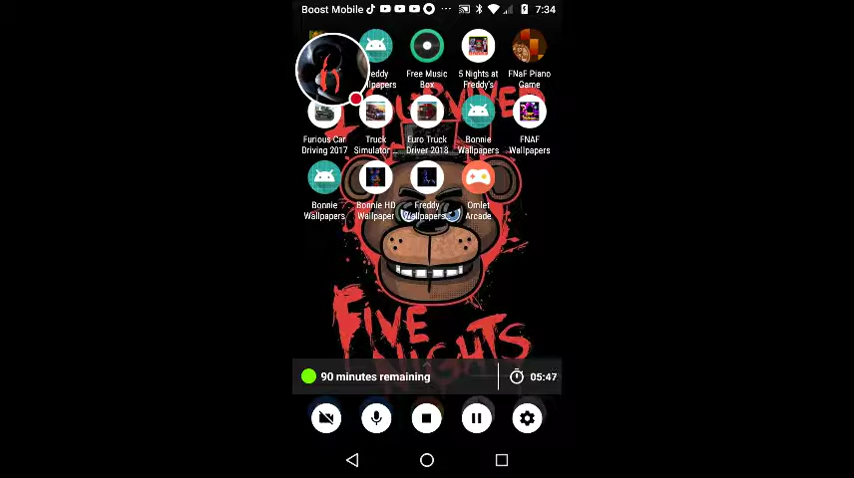 Boost Mobile
7:34
Freddy Wallpapers
Free Music Box
5 Nights at Freddy's
FNaF Piano Game
I SURVIVED
Furious Car Driving 2017
Truck Simulator ...
Euro Truck Driver 2018
Bonnie Wallpapers
FNAF Wallpapers
Bonnie Wallpapers
Bonnie HD Wallpaper
Freddy Wallpapers
Omlet Arcade
FIVE
NIGHTS
90 minutes remaining
05:47